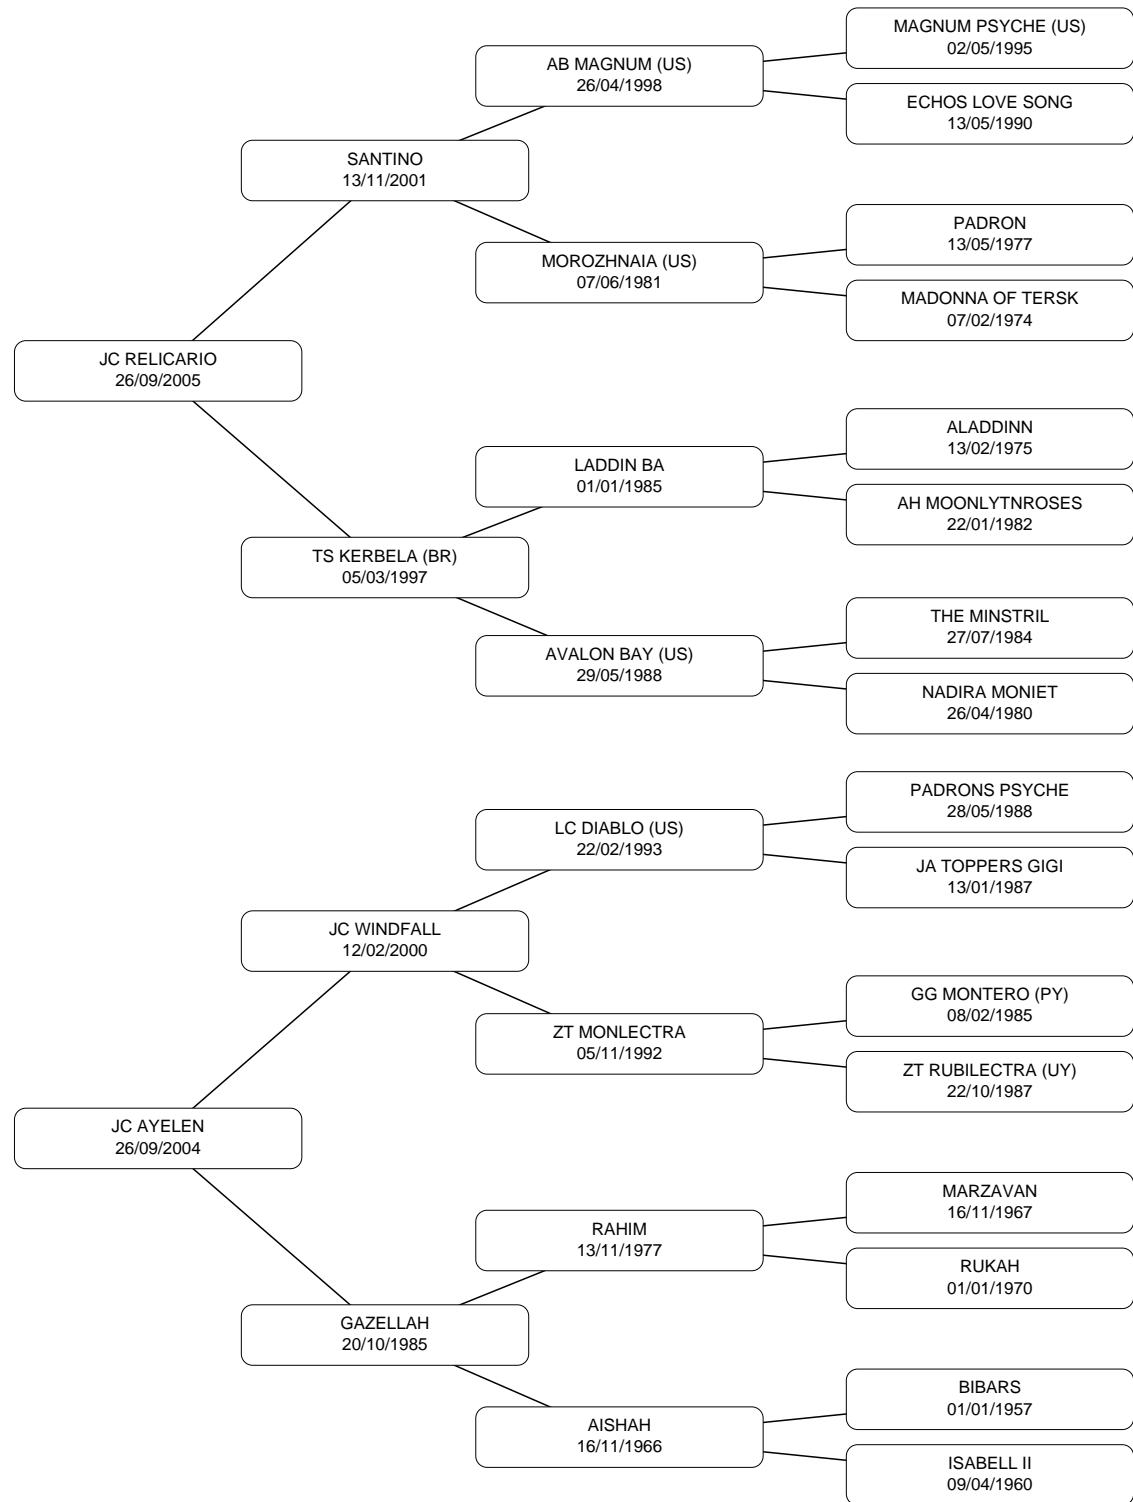 MAGNUM PSYCHE (US)
02/05/1995
AB MAGNUM (US)
26/04/1998
ECHOS LOVE SONG
13/05/1990
SANTINO
13/11/2001
PADRON
13/05/1977
MOROZHNAIA (US)
07/06/1981
MADONNA OF TERSK
07/02/1974
JC RELICARIO
26/09/2005
ALADDINN
13/02/1975
LADDIN BA
01/01/1985
AH MOONLYTNROSES
22/01/1982
TS KERBELA (BR)
05/03/1997
THE MINSTRIL
27/07/1984
AVALON BAY (US)
29/05/1988
NADIRA MONIET
26/04/1980
PADRONS PSYCHE
28/05/1988
LC DIABLO (US)
22/02/1993
JA TOPPERS GIGI
13/01/1987
JC WINDFALL
12/02/2000
GG MONTERO (PY)
08/02/1985
ZT MONLECTRA
05/11/1992
ZT RUBILECTRA (UY)
22/10/1987
JC AYELEN
26/09/2004
MARZAVAN
16/11/1967
RAHIM
13/11/1977
RUKAH
01/01/1970
GAZELLAH
20/10/1985
BIBARS
01/01/1957
AISHAH
16/11/1966
ISABELL II
09/04/1960